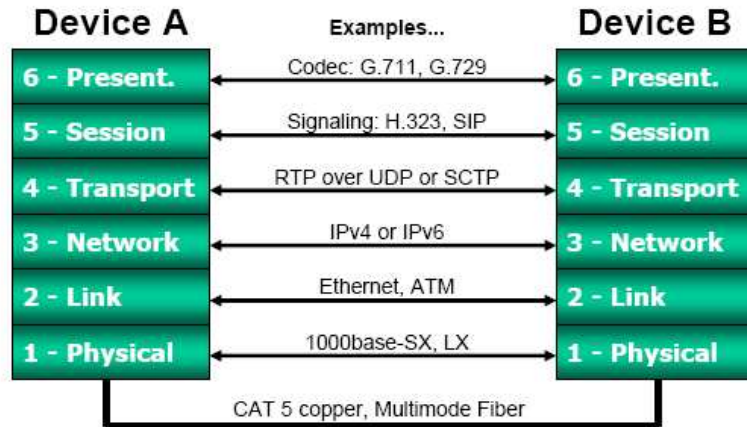 Device A
Examples...
Device B
6 - Present.
Codec: G.711, G.729
6 - Present.
5 - Session
Signaling: H.323, SIP
5 - Session
4 - Transport
RTP over UDP or SCTP
4 - Transport
3 - Network
IPv4 or IPv6
3 - Network
2 - Link
Ethernet, ATM
2 - Link
1 - Physical
1000base-SX, LX
1 - Physical
CAT 5 copper, Multimode Fiber